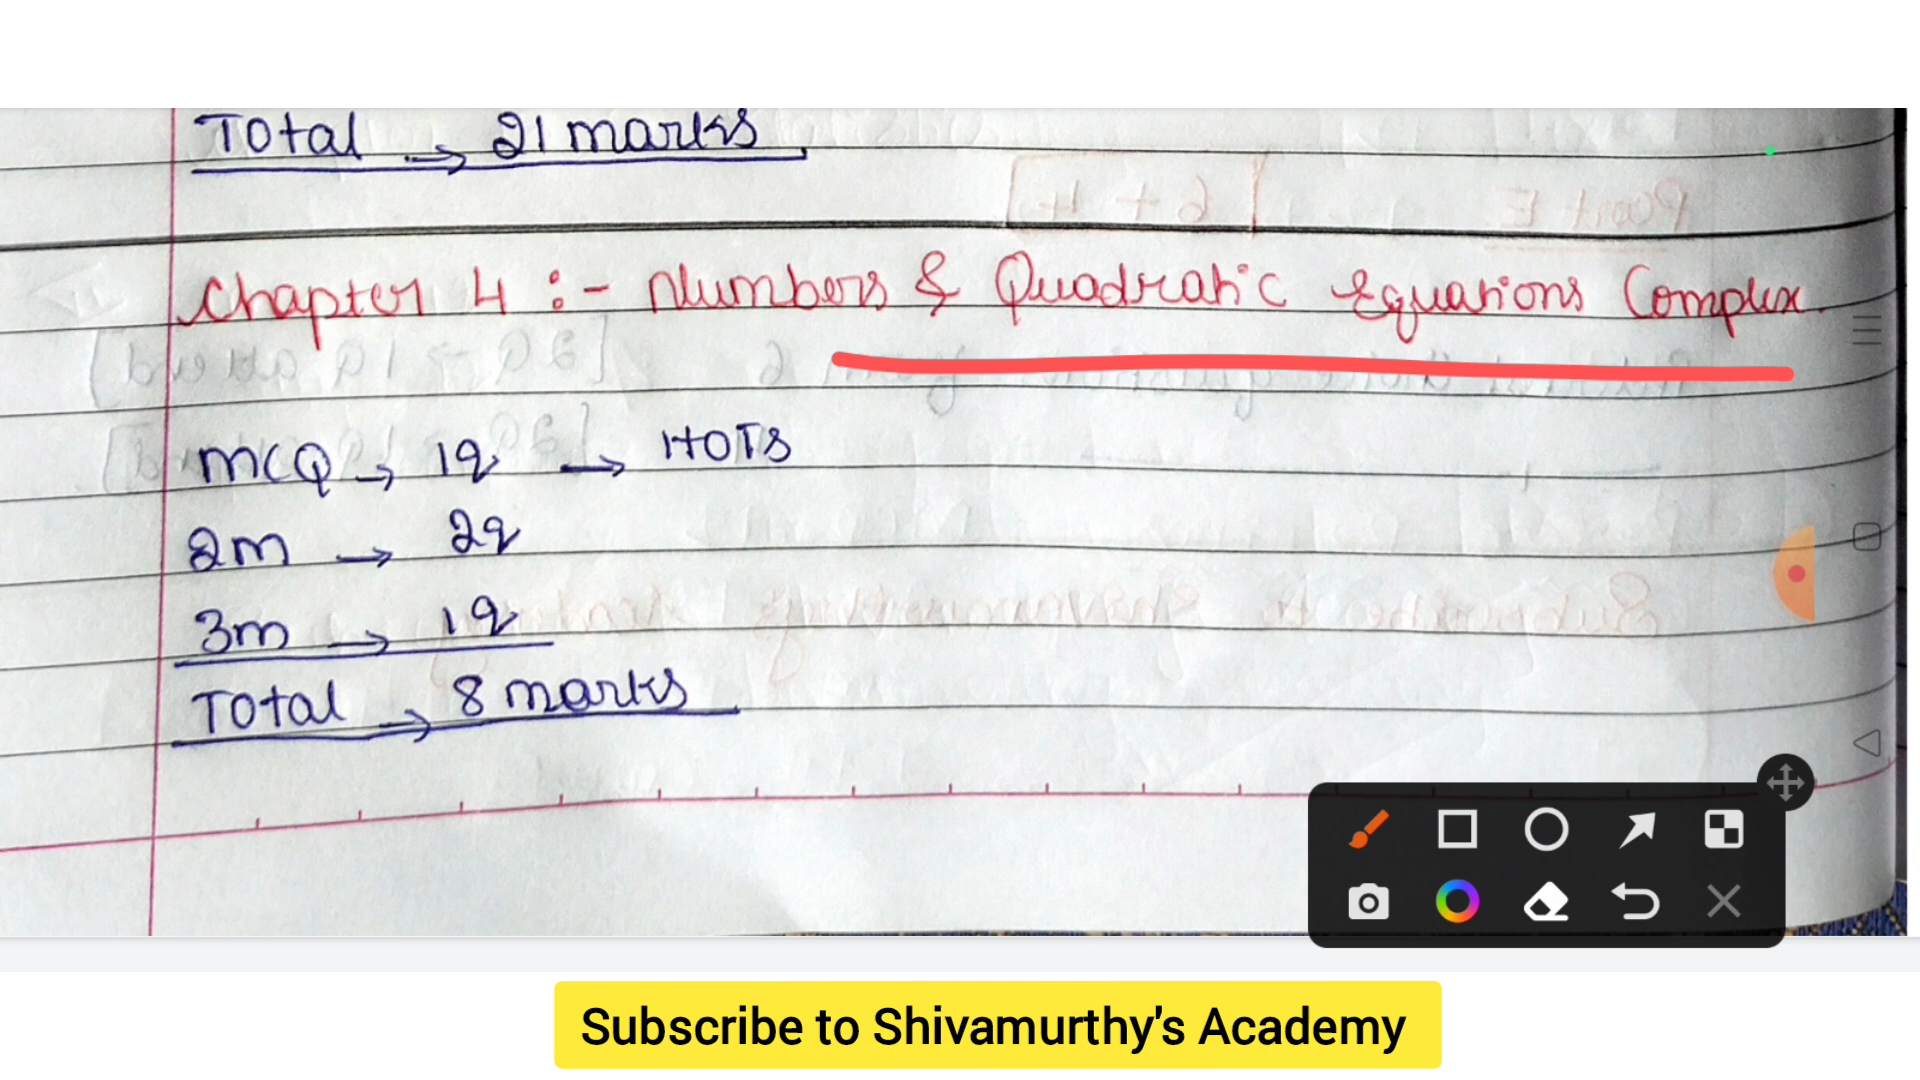 Total → 21 marks
Chapter 4 :- Numbers & Quadratic Equations Complex
MCQ → 1q → HOTS
2m → 2q
3m → 1q
Total → 8 marks
Subscribe to Shivamurthy's Academy